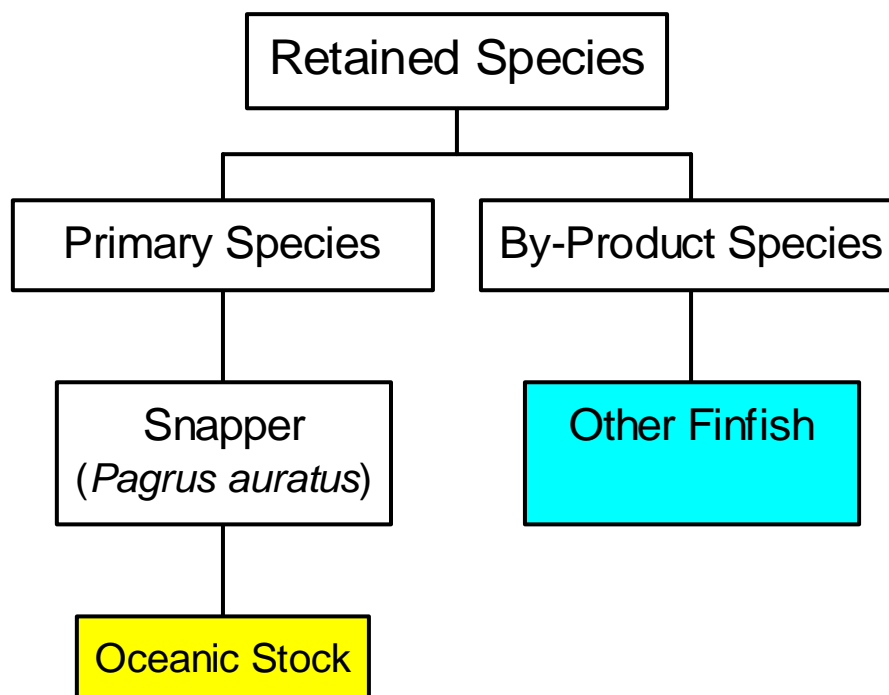 Retained Species
Primary Species
By-Product Species
Snapper
(Pagrus auratus)
Other Finfish
Oceanic Stock